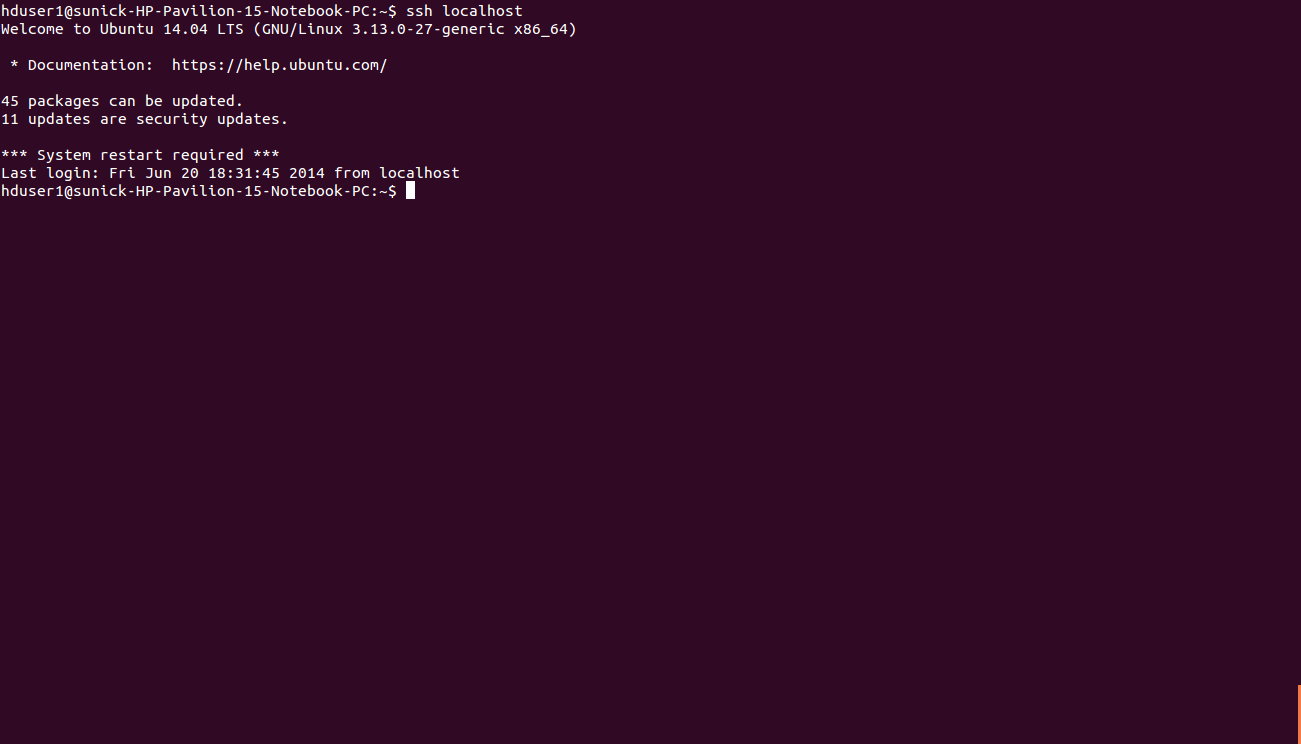 hduser1@sunick-HP-Pavilion-15-Notebook-PC:~$ ssh localhost
Welcome to Ubuntu 14.04 LTS (GNU/Linux 3.13.0-27-generic x86_64)
* Documentation:  https://help.ubuntu.com/
45 packages can be updated.
11 updates are security updates.
*** System restart required ***
Last login: Fri Jun 20 18:31:45 2014 from localhost
hduser1@sunick-HP-Pavilion-15-Notebook-PC:~$